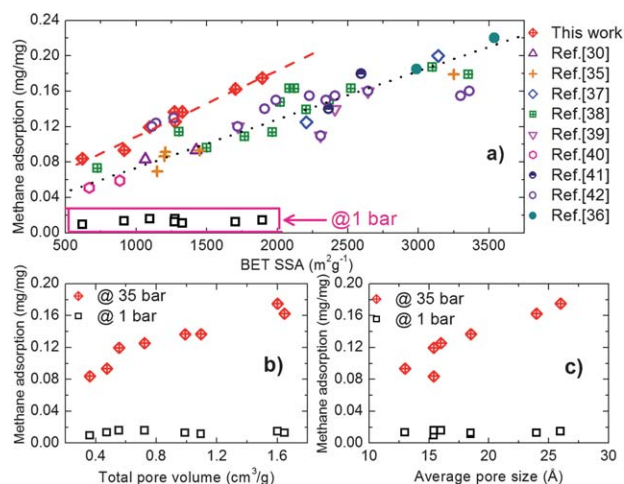 Methane adsorption (mg/mg)
0.24
0.20
0.16
0.12
0.08
0.04
0.00
a)
@1 bar
500 1000 1500 2000 2500 3000 3500
BET SSA (m²g⁻¹)
This work
Ref.[30]
Ref.[35]
Ref.[37]
Ref.[38]
Ref.[39]
Ref.[40]
Ref.[41]
Ref.[42]
Ref.[36]
Methane adsorption (mg/mg)
0.20
0.16
0.12
0.08
0.04
0.00
@ 35 bar
@ 1 bar
b)
0.4 0.8 1.2 1.6
Total pore volume (cm³/g)
Methane adsorption (mg/mg)
0.20
0.16
0.12
0.08
0.04
0.00
@ 35 bar
@ 1 bar
c)
10 15 20 25 30
Average pore size (Å)